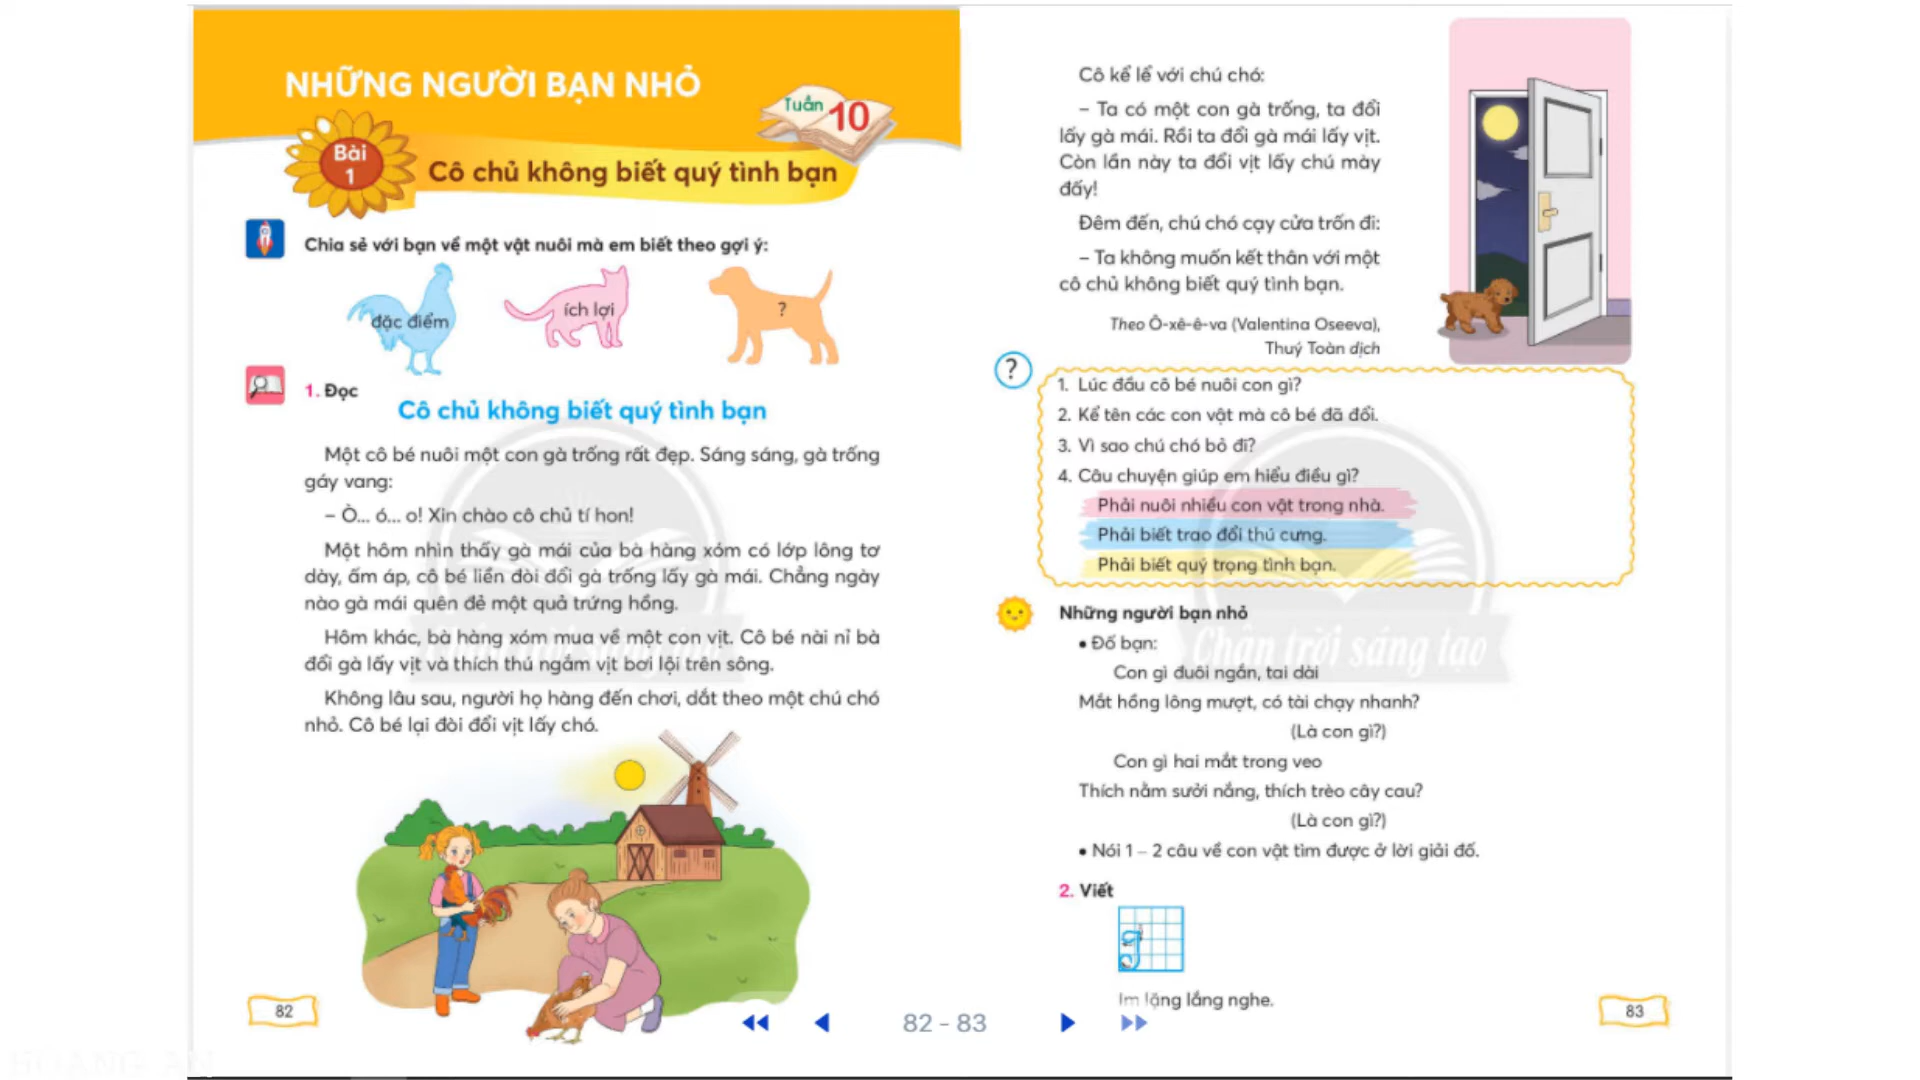 NHỮNG NGƯỜI BẠN NHỎ
Tuần 10
Bài 1
Cô chủ không biết quý tình bạn
Chia sẻ với bạn về một vật nuôi mà em biết theo gợi ý:
đặc điểm
ích lợi
?
1. Đọc
Cô chủ không biết quý tình bạn
Một cô bé nuôi một con gà trống rất đẹp. Sáng sáng, gà trống
gáy vang:
– Ò... ó... o! Xin chào cô chủ tí hon!
Một hôm nhìn thấy gà mái của bà hàng xóm có lớp lông tơ
dày, ấm áp, cô bé liền đòi đổi gà trống lấy gà mái. Chẳng ngày
nào gà mái quên đẻ một quả trứng hồng.
Hôm khác, bà hàng xóm mua về một con vịt. Cô bé nài nỉ bà
đổi gà lấy vịt và thích thú ngắm vịt bơi lội trên sông.
Không lâu sau, người họ hàng đến chơi, dắt theo một chú chó
nhỏ. Cô bé lại đòi đổi vịt lấy chó.
82
Cô kể lể với chú chó:
– Ta có một con gà trống, ta đổi
lấy gà mái. Rồi ta đổi gà mái lấy vịt.
Còn lần này ta đổi vịt lấy chú mày
đấy!
Đêm đến, chú chó cạy cửa trốn đi:
– Ta không muốn kết thân với một
cô chủ không biết quý tình bạn.
Theo Ô-xê-ê-va (Valentina Oseeva),
Thuý Toàn dịch
?
1. Lúc đầu cô bé nuôi con gì?
2. Kể tên các con vật mà cô bé đã đổi.
3. Vì sao chú chó bỏ đi?
4. Câu chuyện giúp em hiểu điều gì?
Phải nuôi nhiều con vật trong nhà.
Phải biết trao đổi thú cưng.
Phải biết quý trọng tình bạn.
Những người bạn nhỏ
• Đố bạn:
Con gì đuôi ngắn, tai dài
Mắt hồng lông mượt, có tài chạy nhanh?
(Là con gì?)
Con gì hai mắt trong veo
Thích nằm sưởi nắng, thích trèo cây cau?
(Là con gì?)
• Nói 1 – 2 câu về con vật tìm được ở lời giải đố.
2. Viết
I
Im lặng lắng nghe.
83
82 - 83
Chân trời sáng tạo
Chân trời sáng tạo
HOANG AN